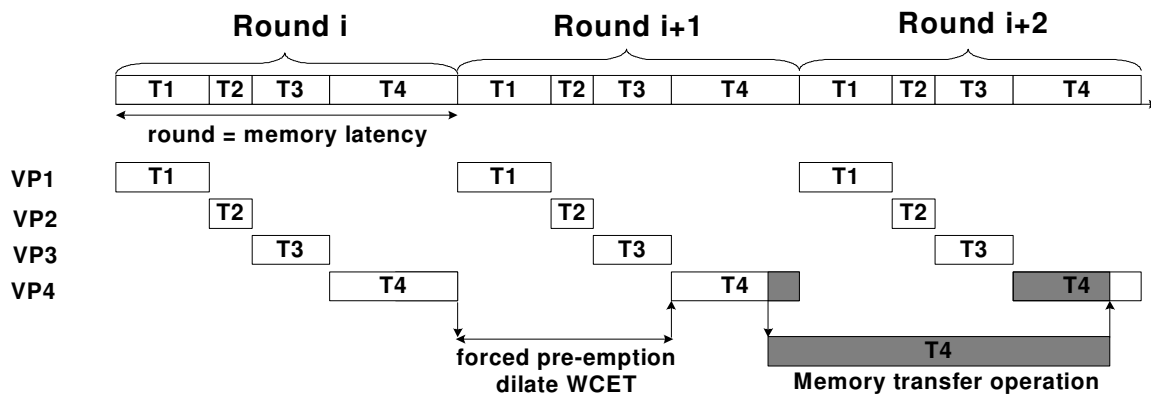 Round i Round i+1 Round i+2
T1 T2 T3 T4 T1 T2 T3 T4 T1 T2 T3 T4
round = memory latency
VP1 T1 T1 T1
VP2 T2 T2 T2
VP3 T3 T3 T3
VP4 T4 T4 T4
forced pre-emption
dilate WCET
T4
Memory transfer operation